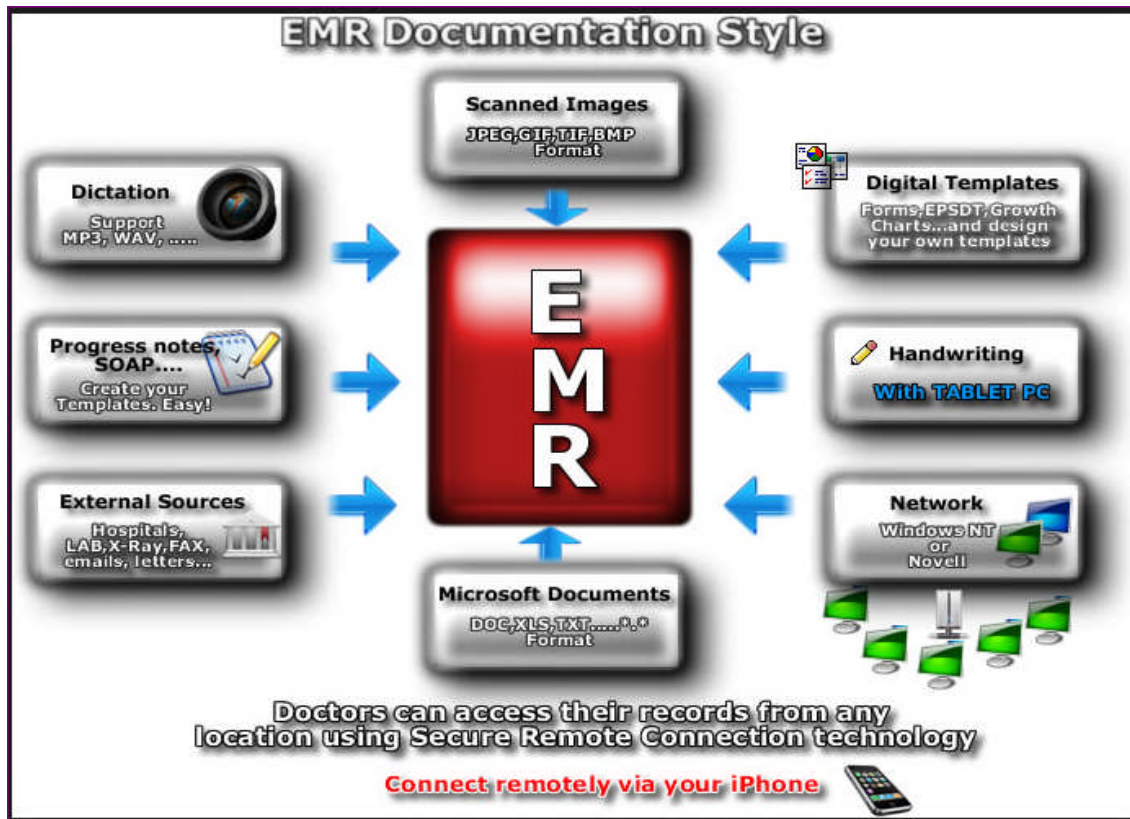 EMR Documentation Style
Scanned Images
JPEG,GIF,TIF,BMP
Format
Dictation
Support
MP3, WAV, .....
Digital Templates
Forms,EPSDT,Growth
Charts...and design
your own templates
E
M
R
Progress notes,
SOAP....
Create your
Templates. Easy!
Handwriting
With TABLET PC
External Sources
Hospitals,
LAB,X-Ray,FAX,
emails, letters...
Network
Windows NT
or
Novell
Microsoft Documents
DOC,XLS,TXT.....*.*
Format
Doctors can access their records from any
location using Secure Remote Connection technology
Connect remotely via your iPhone